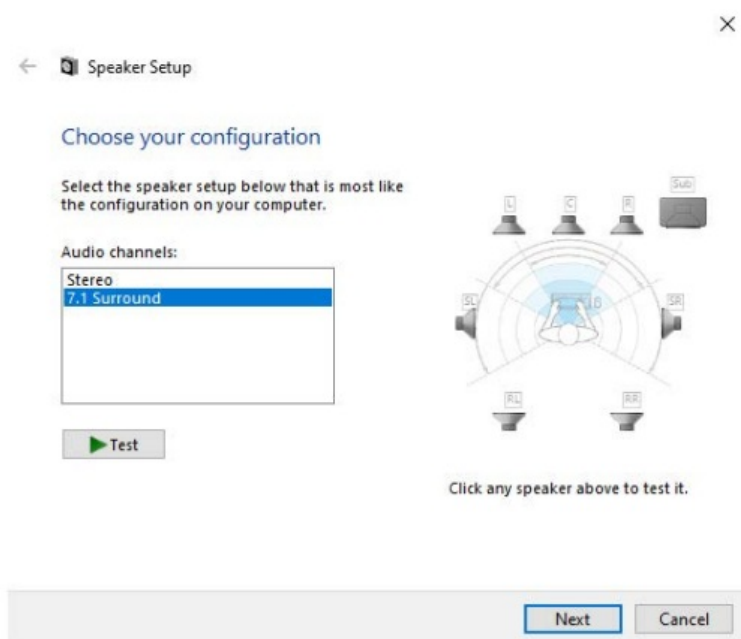 Speaker Setup
Choose your configuration
Select the speaker setup below that is most like
the configuration on your computer.
Audio channels:
Stereo
7.1 Surround
Test
L
C
R
Sub
SL
SR
RL
RR
Click any speaker above to test it.
Next
Cancel